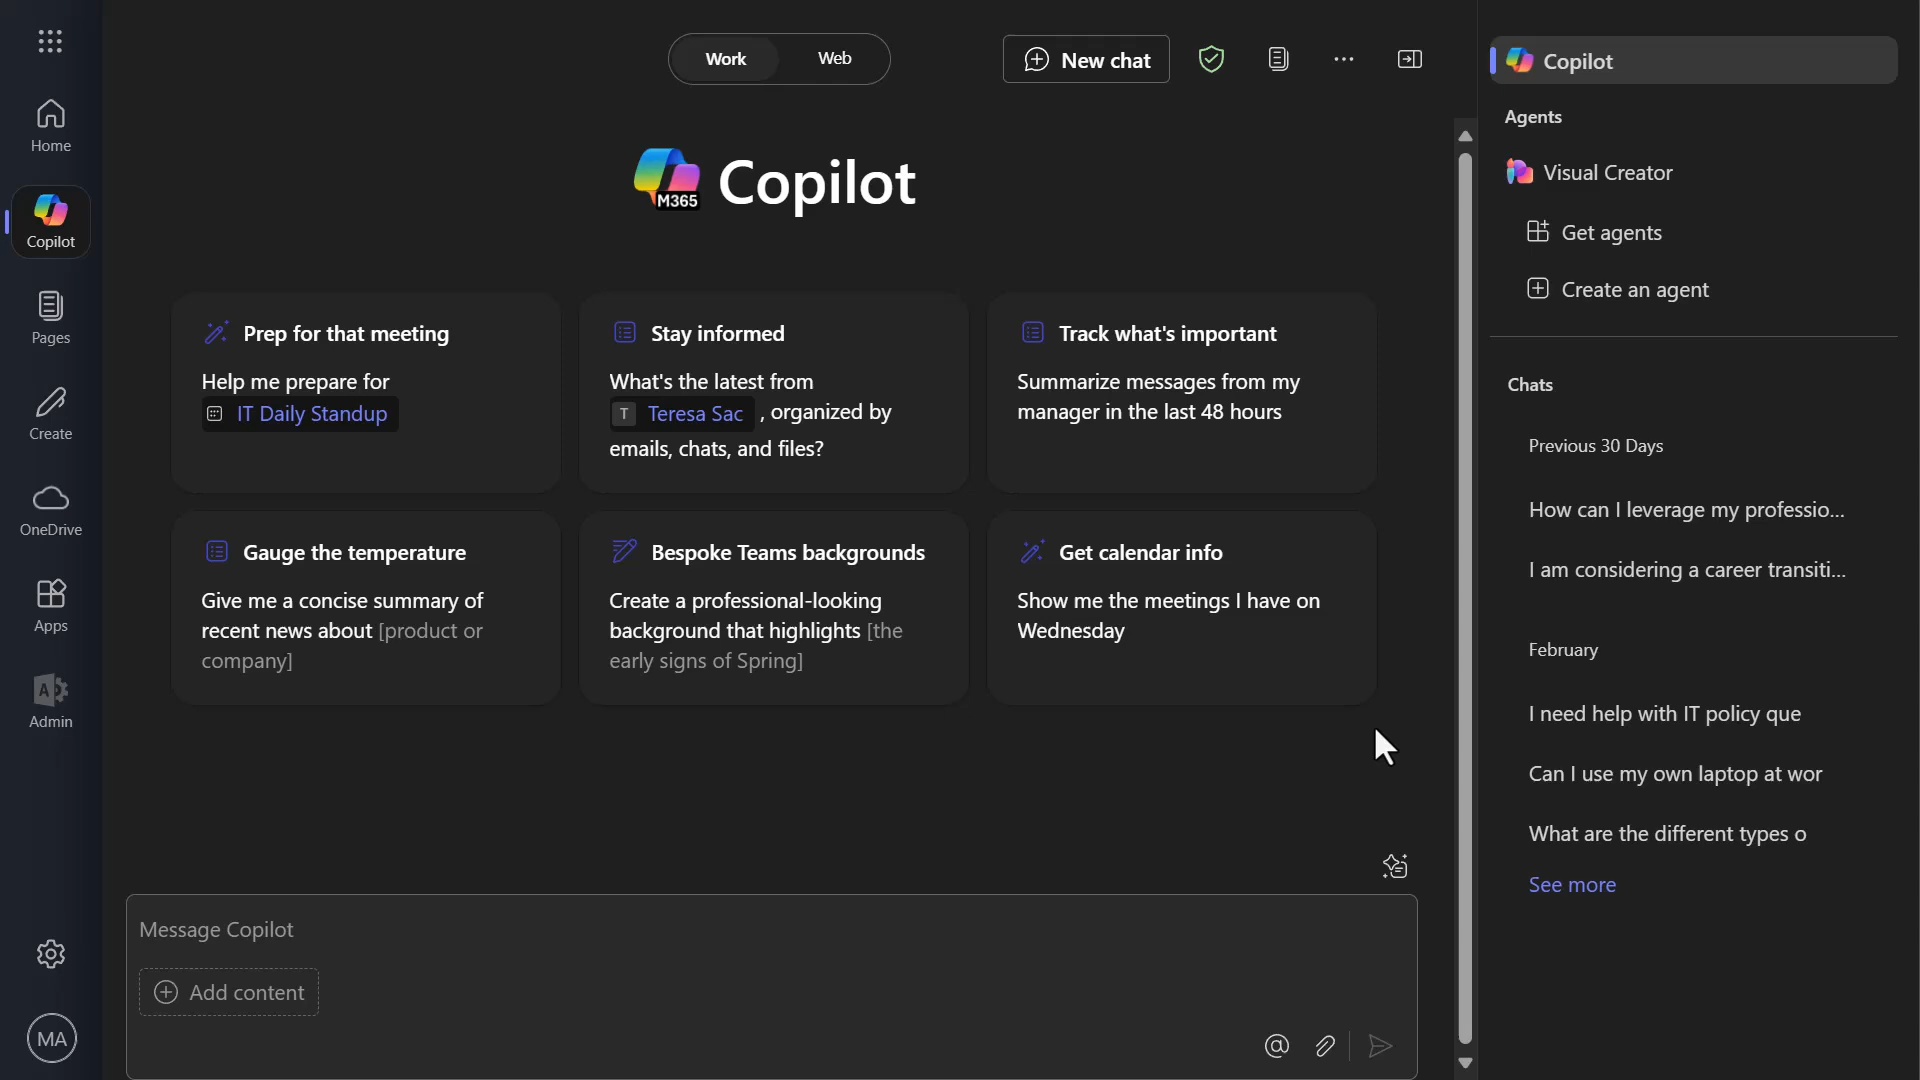 Home
Copilot
Pages
Create
OneDrive
Apps
Admin
MA
Work
Web
New chat
M365
Copilot
Prep for that meeting
Help me prepare for
IT Daily Standup
Stay informed
What's the latest from
T Teresa Sac , organized by
emails, chats, and files?
Track what's important
Summarize messages from my
manager in the last 48 hours
Gauge the temperature
Give me a concise summary of
recent news about [product or
company]
Bespoke Teams backgrounds
Create a professional-looking
background that highlights [the
early signs of Spring]
Get calendar info
Show me the meetings I have on
Wednesday
Message Copilot
Add content
@
Copilot
Agents
Visual Creator
Get agents
Create an agent
Chats
Previous 30 Days
How can I leverage my professio...
I am considering a career transiti...
February
I need help with IT policy que
Can I use my own laptop at wor
What are the different types o
See more